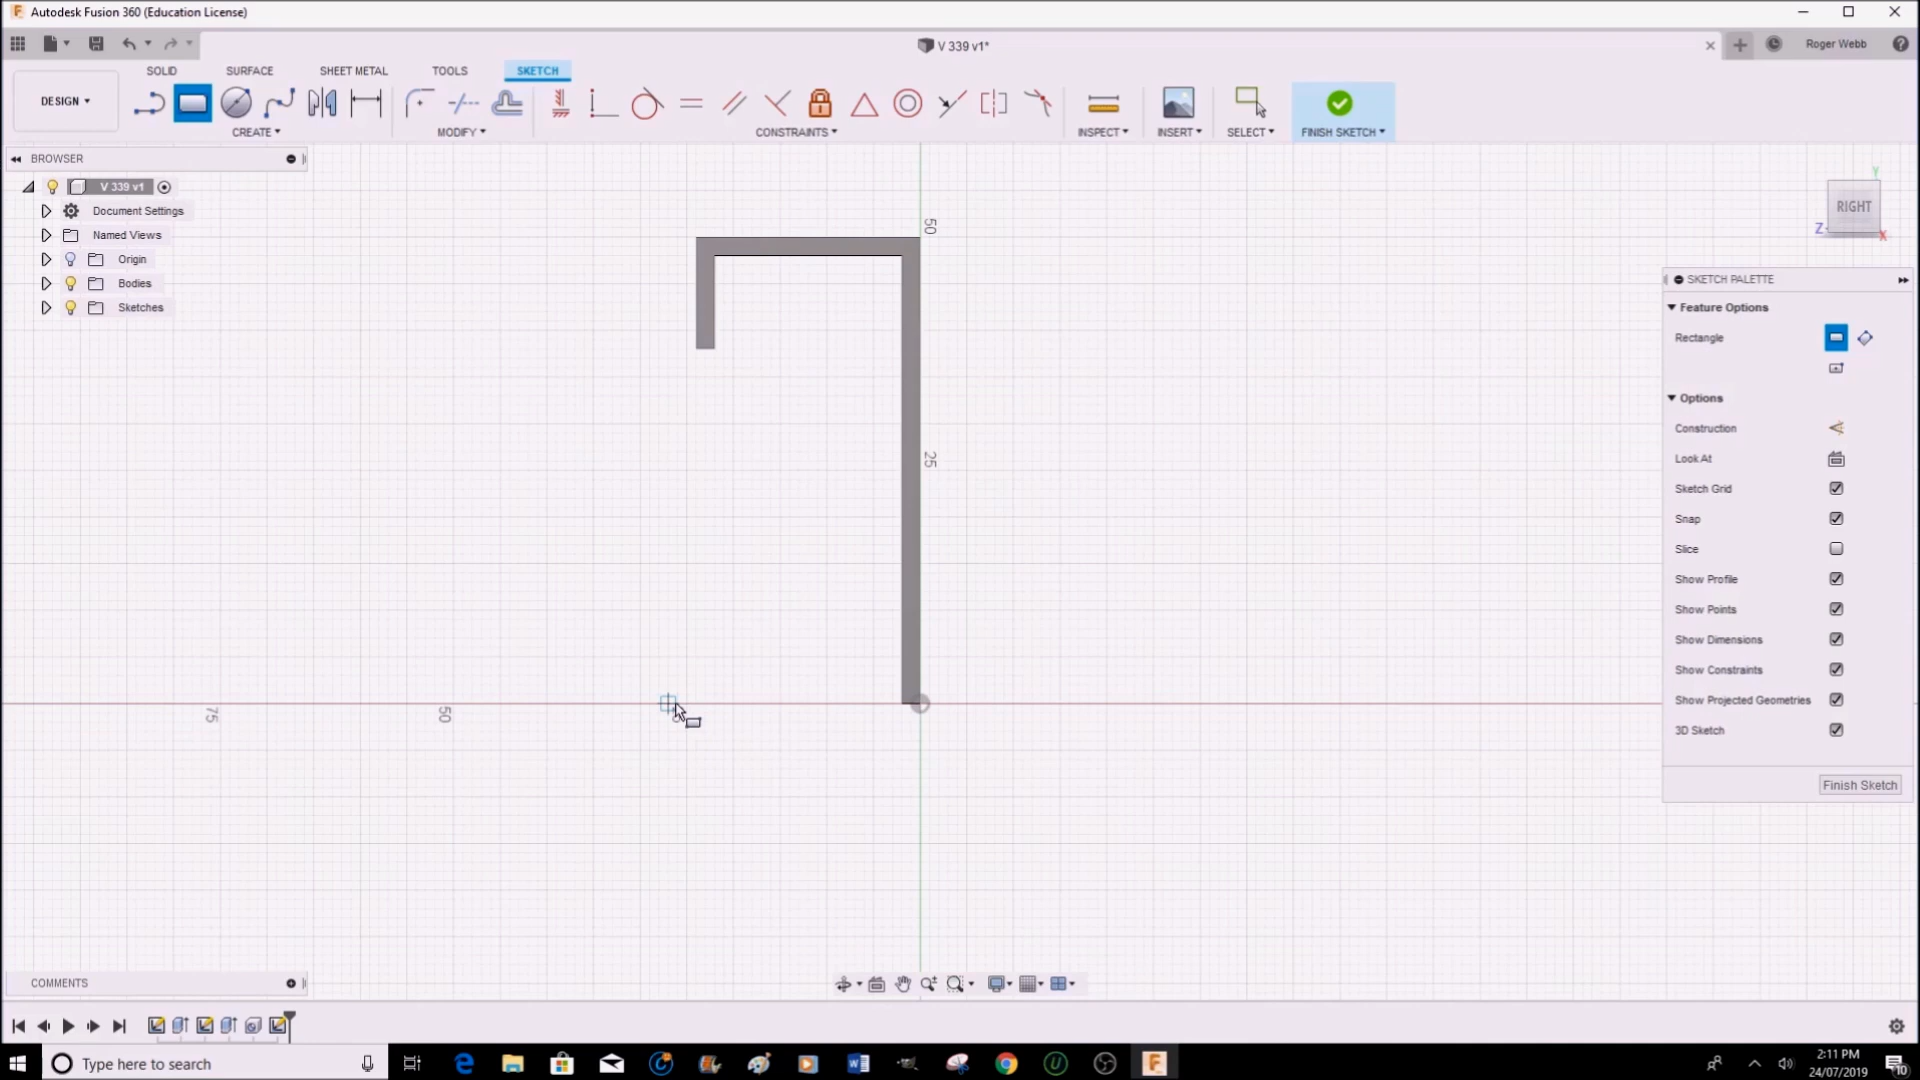 Autodesk Fusion 360 (Education License)
V 339 v1*
Roger Webb
SOLID SURFACE SHEET METAL TOOLS SKETCH
DESIGN
CREATE MODIFY CONSTRAINTS INSPECT INSERT SELECT FINISH SKETCH
BROWSER
V 339 v1
Document Settings
Named Views
Origin
Bodies
Sketches
50
25
75
50
Y
RIGHT
Z
X
SKETCH PALETTE
Feature Options
Rectangle
Options
Construction
Look At
Sketch Grid
Snap
Slice
Show Profile
Show Points
Show Dimensions
Show Constraints
Show Projected Geometries
3D Sketch
Finish Sketch
COMMENTS
Type here to search
2:11 PM
24/07/2019
10